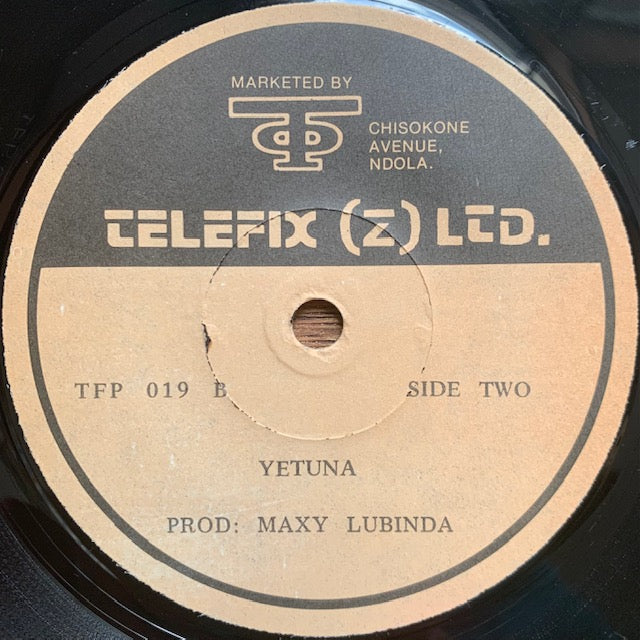 MARKETED BY
CHISOKONE
AVENUE,
NDOLA.
TELEFIX (Z) LTD.
TFP 019 B SIDE TWO
YETUNA
PROD: MAXY LUBINDA